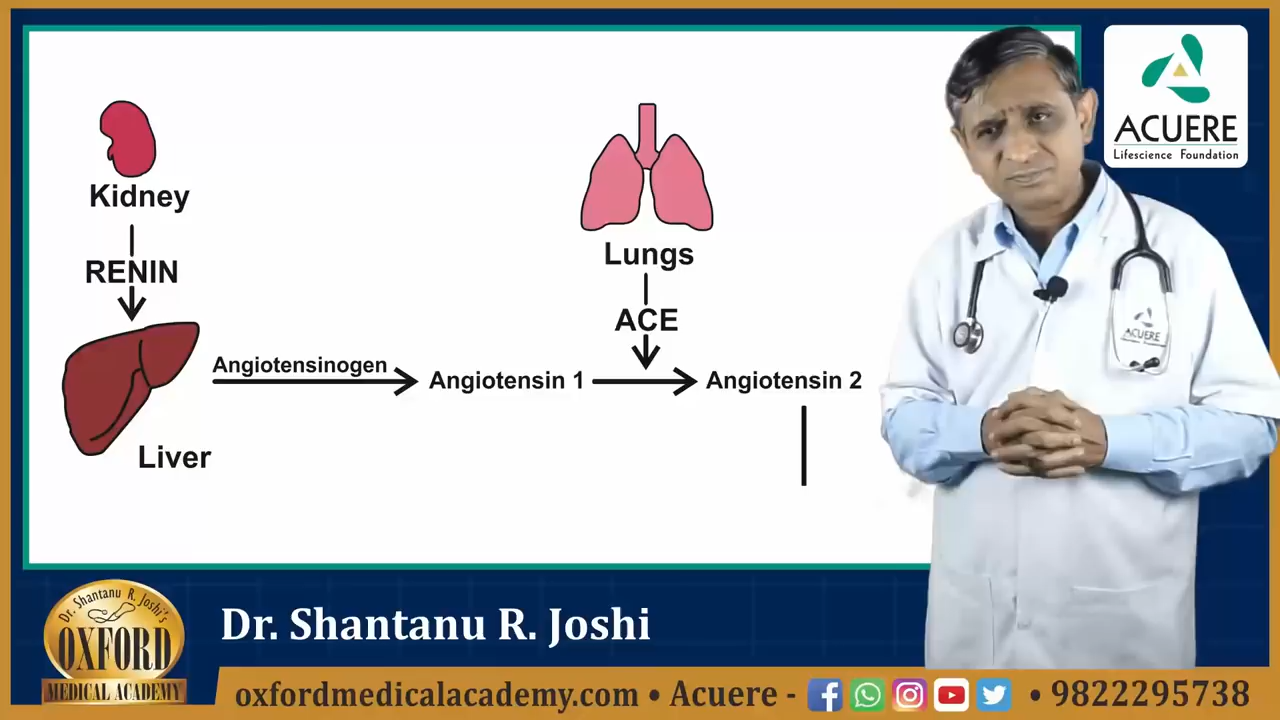 Kidney
RENIN
Angiotensinogen
Liver
Lungs
ACE
Angiotensin 1
Angiotensin 2
ACUERE
Lifescience Foundation
ACUERE
Dr. Shantanu R. Joshi's
OXFORD
MEDICAL ACADEMY
Dr. Shantanu R. Joshi
oxfordmedicalacademy.com • Acuere - • 9822295738